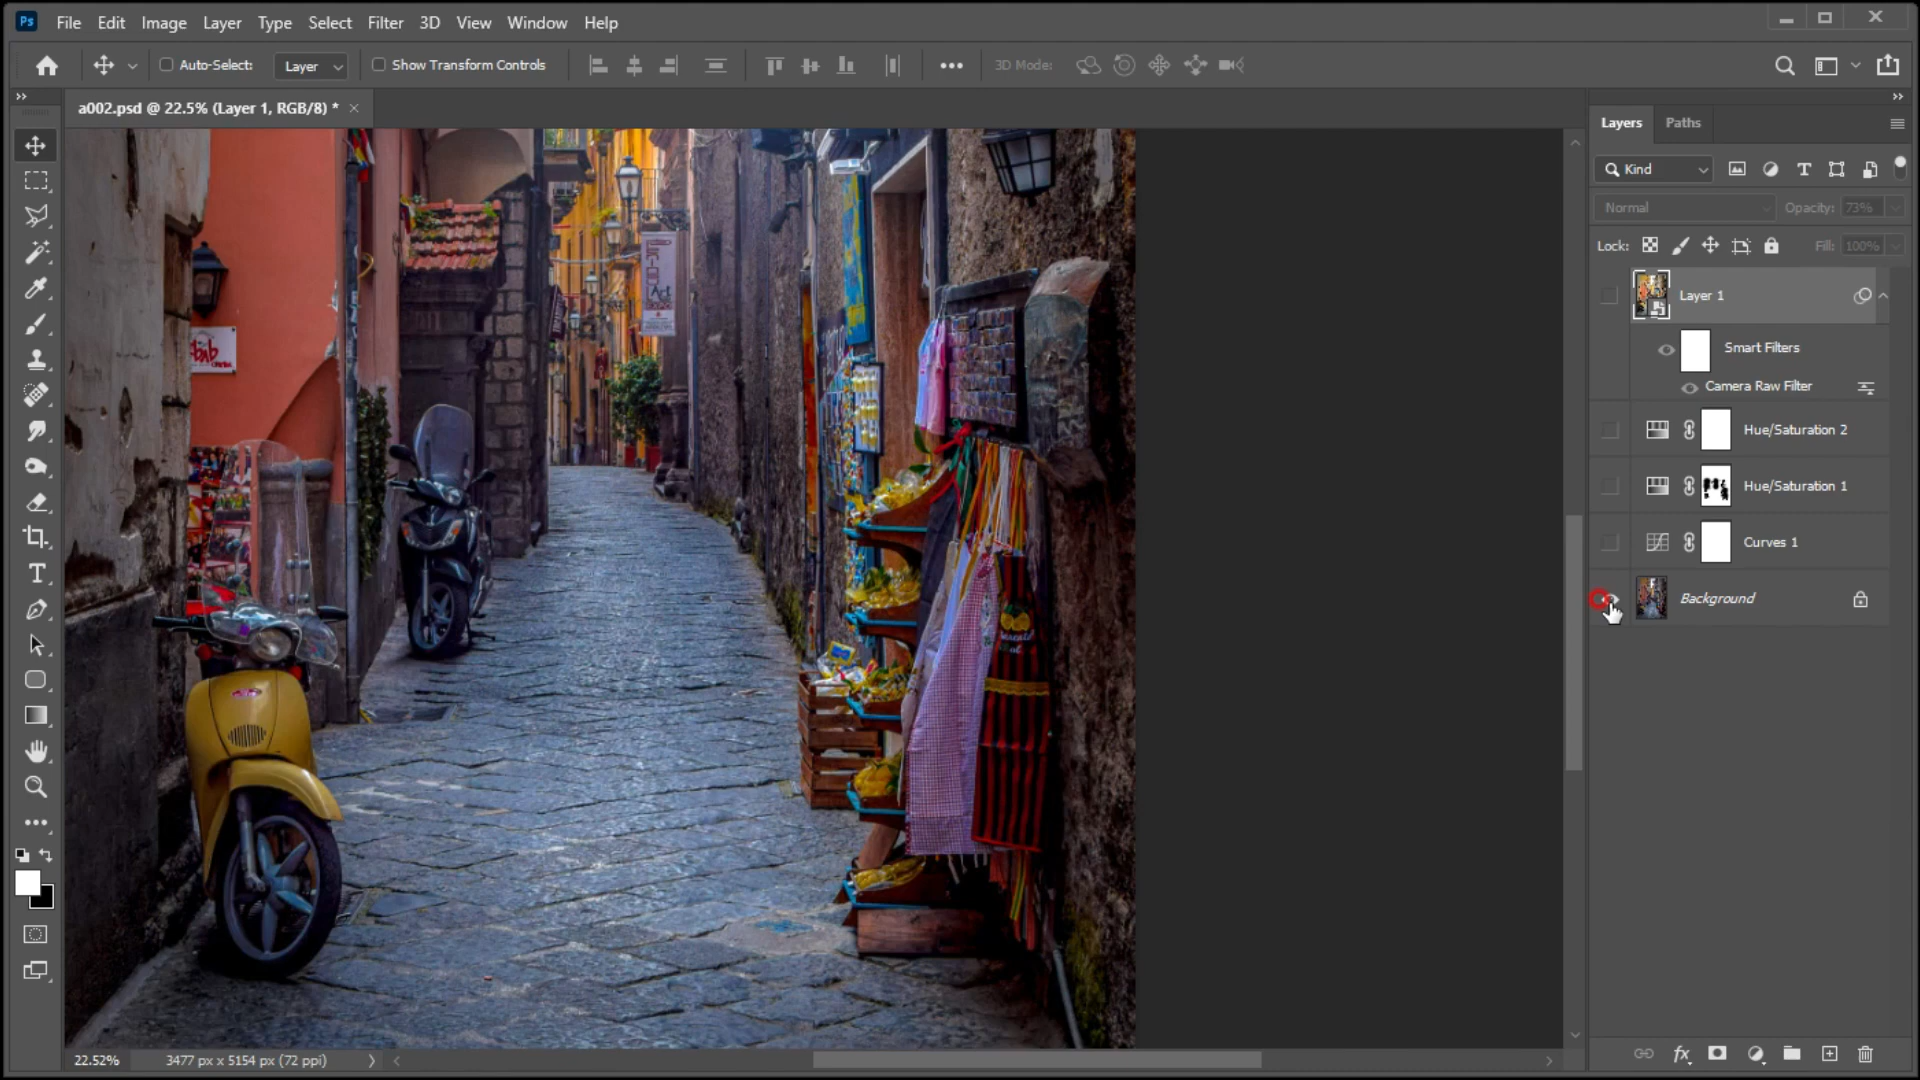 Ps File Edit Image Layer Type Select Filter 3D View Window Help
Auto-Select: Layer Show Transform Controls 3D Mode:
a002.psd @ 22.5% (Layer 1, RGB/8) *
Layers Paths
Kind
Normal Opacity: 73%
Lock: Fill: 100%
Layer 1
Smart Filters
Camera Raw Filter
Hue/Saturation 2
Hue/Saturation 1
Curves 1
Background
bab
22.52% 3477 px x 5154 px (72 ppi)